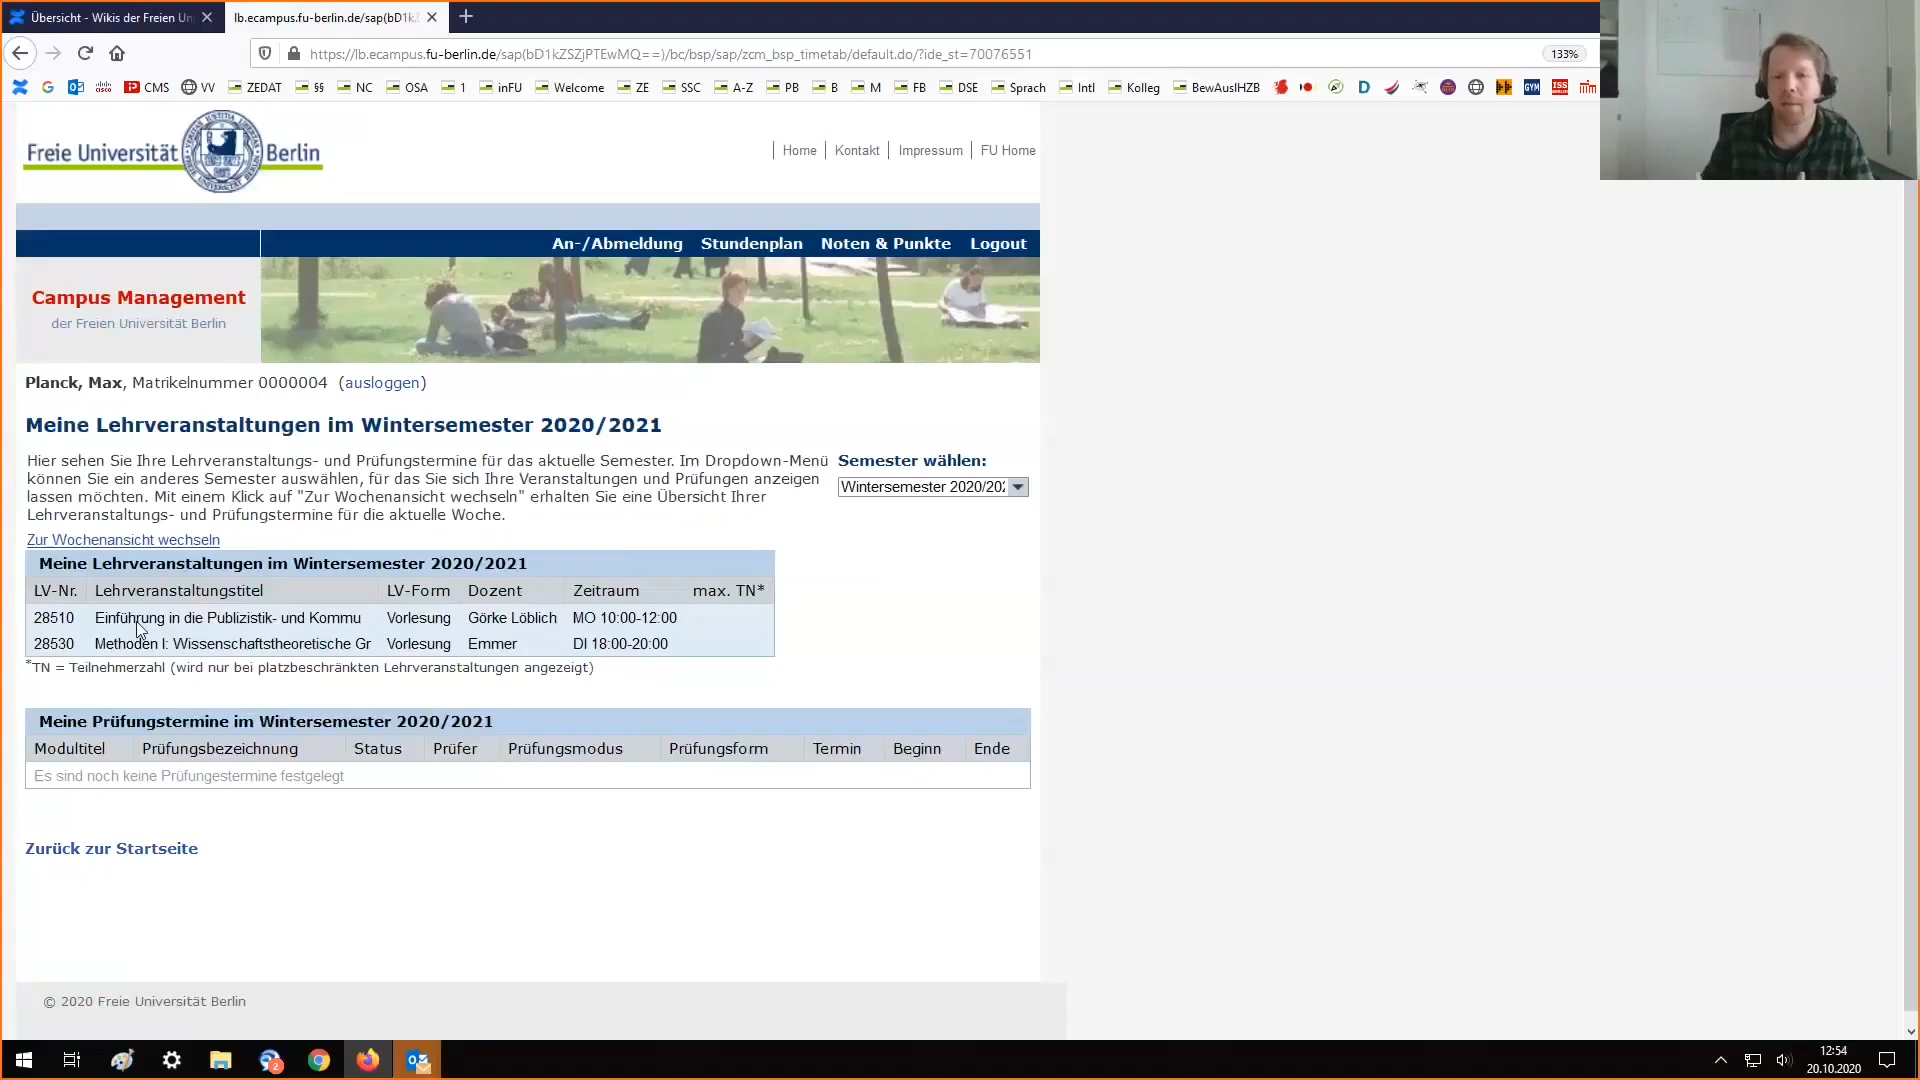 Übersicht - Wikis der Freien Un
lb.ecampus.fu-berlin.de/sap(bD1k
https://lb.ecampus.fu-berlin.de/sap(bD1kZSZjPTEwMQ==)/bc/bsp/sap/zcm_bsp_timetab/default.do/?ide_st=70076551
133%
CMS VV ZEDAT §§ NC OSA 1 inFU Welcome ZE SSC A-Z PB B M FB DSE Sprach Intl Kolleg BewAuslHZB
Freie Universität Berlin
Home Kontakt Impressum FU Home
An-/Abmeldung Stundenplan Noten & Punkte Logout
Campus Management
der Freien Universität Berlin
Planck, Max, Matrikelnummer 0000004 (ausloggen)
Meine Lehrveranstaltungen im Wintersemester 2020/2021
Hier sehen Sie Ihre Lehrveranstaltungs- und Prüfungstermine für das aktuelle Semester. Im Dropdown-Menü
können Sie ein anderes Semester auswählen, für das Sie sich Ihre Veranstaltungen und Prüfungen anzeigen
lassen möchten. Mit einem Klick auf "Zur Wochenansicht wechseln" erhalten Sie eine Übersicht Ihrer
Lehrveranstaltungs- und Prüfungstermine für die aktuelle Woche.
Semester wählen:
Wintersemester 2020/202
Zur Wochenansicht wechseln
Meine Lehrveranstaltungen im Wintersemester 2020/2021
LV-Nr. Lehrveranstaltungstitel LV-Form Dozent Zeitraum max. TN*
28510 Einführung in die Publizistik- und Kommu Vorlesung Görke Löblich MO 10:00-12:00
28530 Methoden I: Wissenschaftstheoretische Gr Vorlesung Emmer DI 18:00-20:00
*TN = Teilnehmerzahl (wird nur bei platzbeschränkten Lehrveranstaltungen angezeigt)
Meine Prüfungstermine im Wintersemester 2020/2021
Modultitel Prüfungsbezeichnung Status Prüfer Prüfungsmodus Prüfungsform Termin Beginn Ende
Es sind noch keine Prüfungestermine festgelegt
Zurück zur Startseite
© 2020 Freie Universität Berlin
2
12:54
20.10.2020